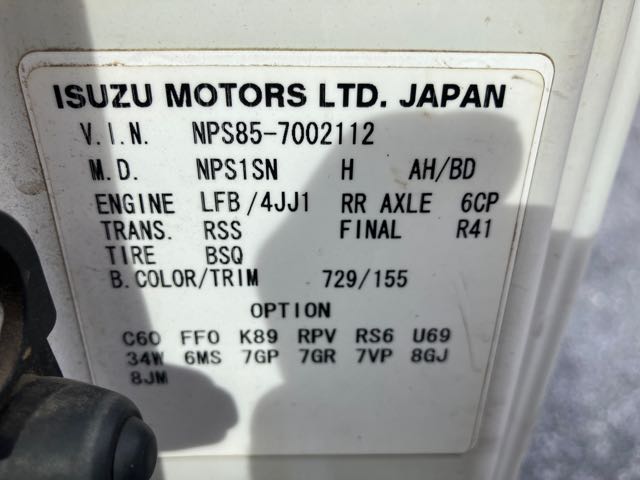 ISUZU MOTORS LTD. JAPAN
V.I.N. NPS85-7002112
M.D. NPS1SN H AH/BD
ENGINE LFB/4JJ1 RR AXLE 6CP
TRANS. RSS FINAL R41
TIRE BSQ
B.COLOR/TRIM 729/155
OPTION
C60 FF0 K89 RPV RS6 U69
34W 6MS 7GP 7GR 7VP 8GJ
8JM